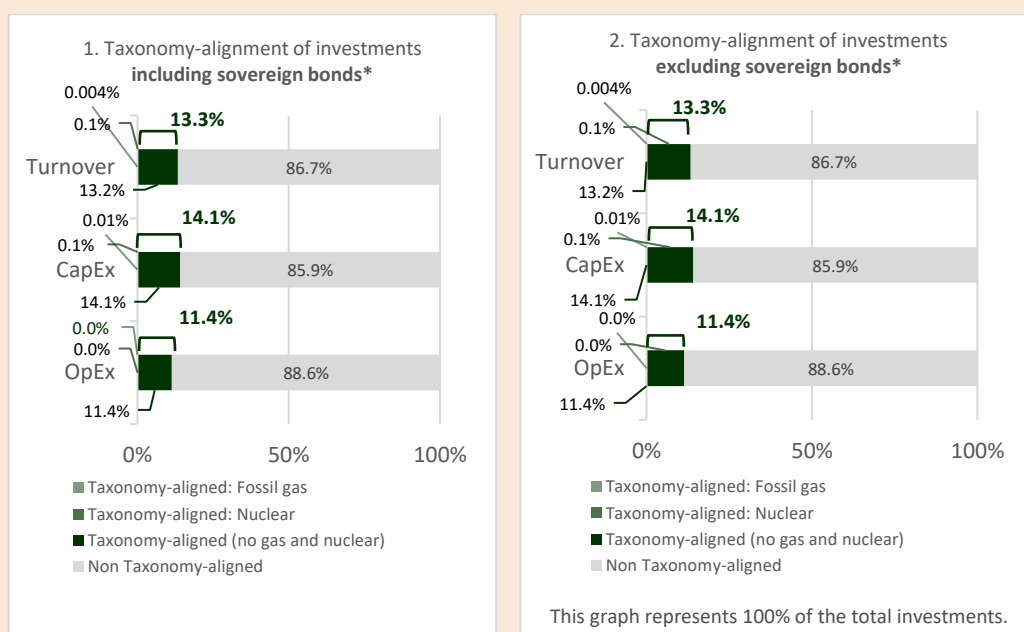 1. Taxonomy-alignment of investments
including sovereign bonds*
0.004%
0.1%
13.3%
Turnover
86.7%
13.2%
0.01%
14.1%
0.1%
CapEx
85.9%
14.1%
0.0%
11.4%
0.0%
OpEx
88.6%
11.4%
0% 50% 100%
Taxonomy-aligned: Fossil gas
Taxonomy-aligned: Nuclear
Taxonomy-aligned (no gas and nuclear)
Non Taxonomy-aligned
2. Taxonomy-alignment of investments
excluding sovereign bonds*
0.004%
13.3%
0.1%
Turnover
86.7%
13.2%
0.01%
14.1%
0.1%
CapEx
85.9%
14.1%
0.0%
11.4%
0.0%
OpEx
88.6%
11.4%
0% 50% 100%
Taxonomy-aligned: Fossil gas
Taxonomy-aligned: Nuclear
Taxonomy-aligned (no gas and nuclear)
Non Taxonomy-aligned
This graph represents 100% of the total investments.